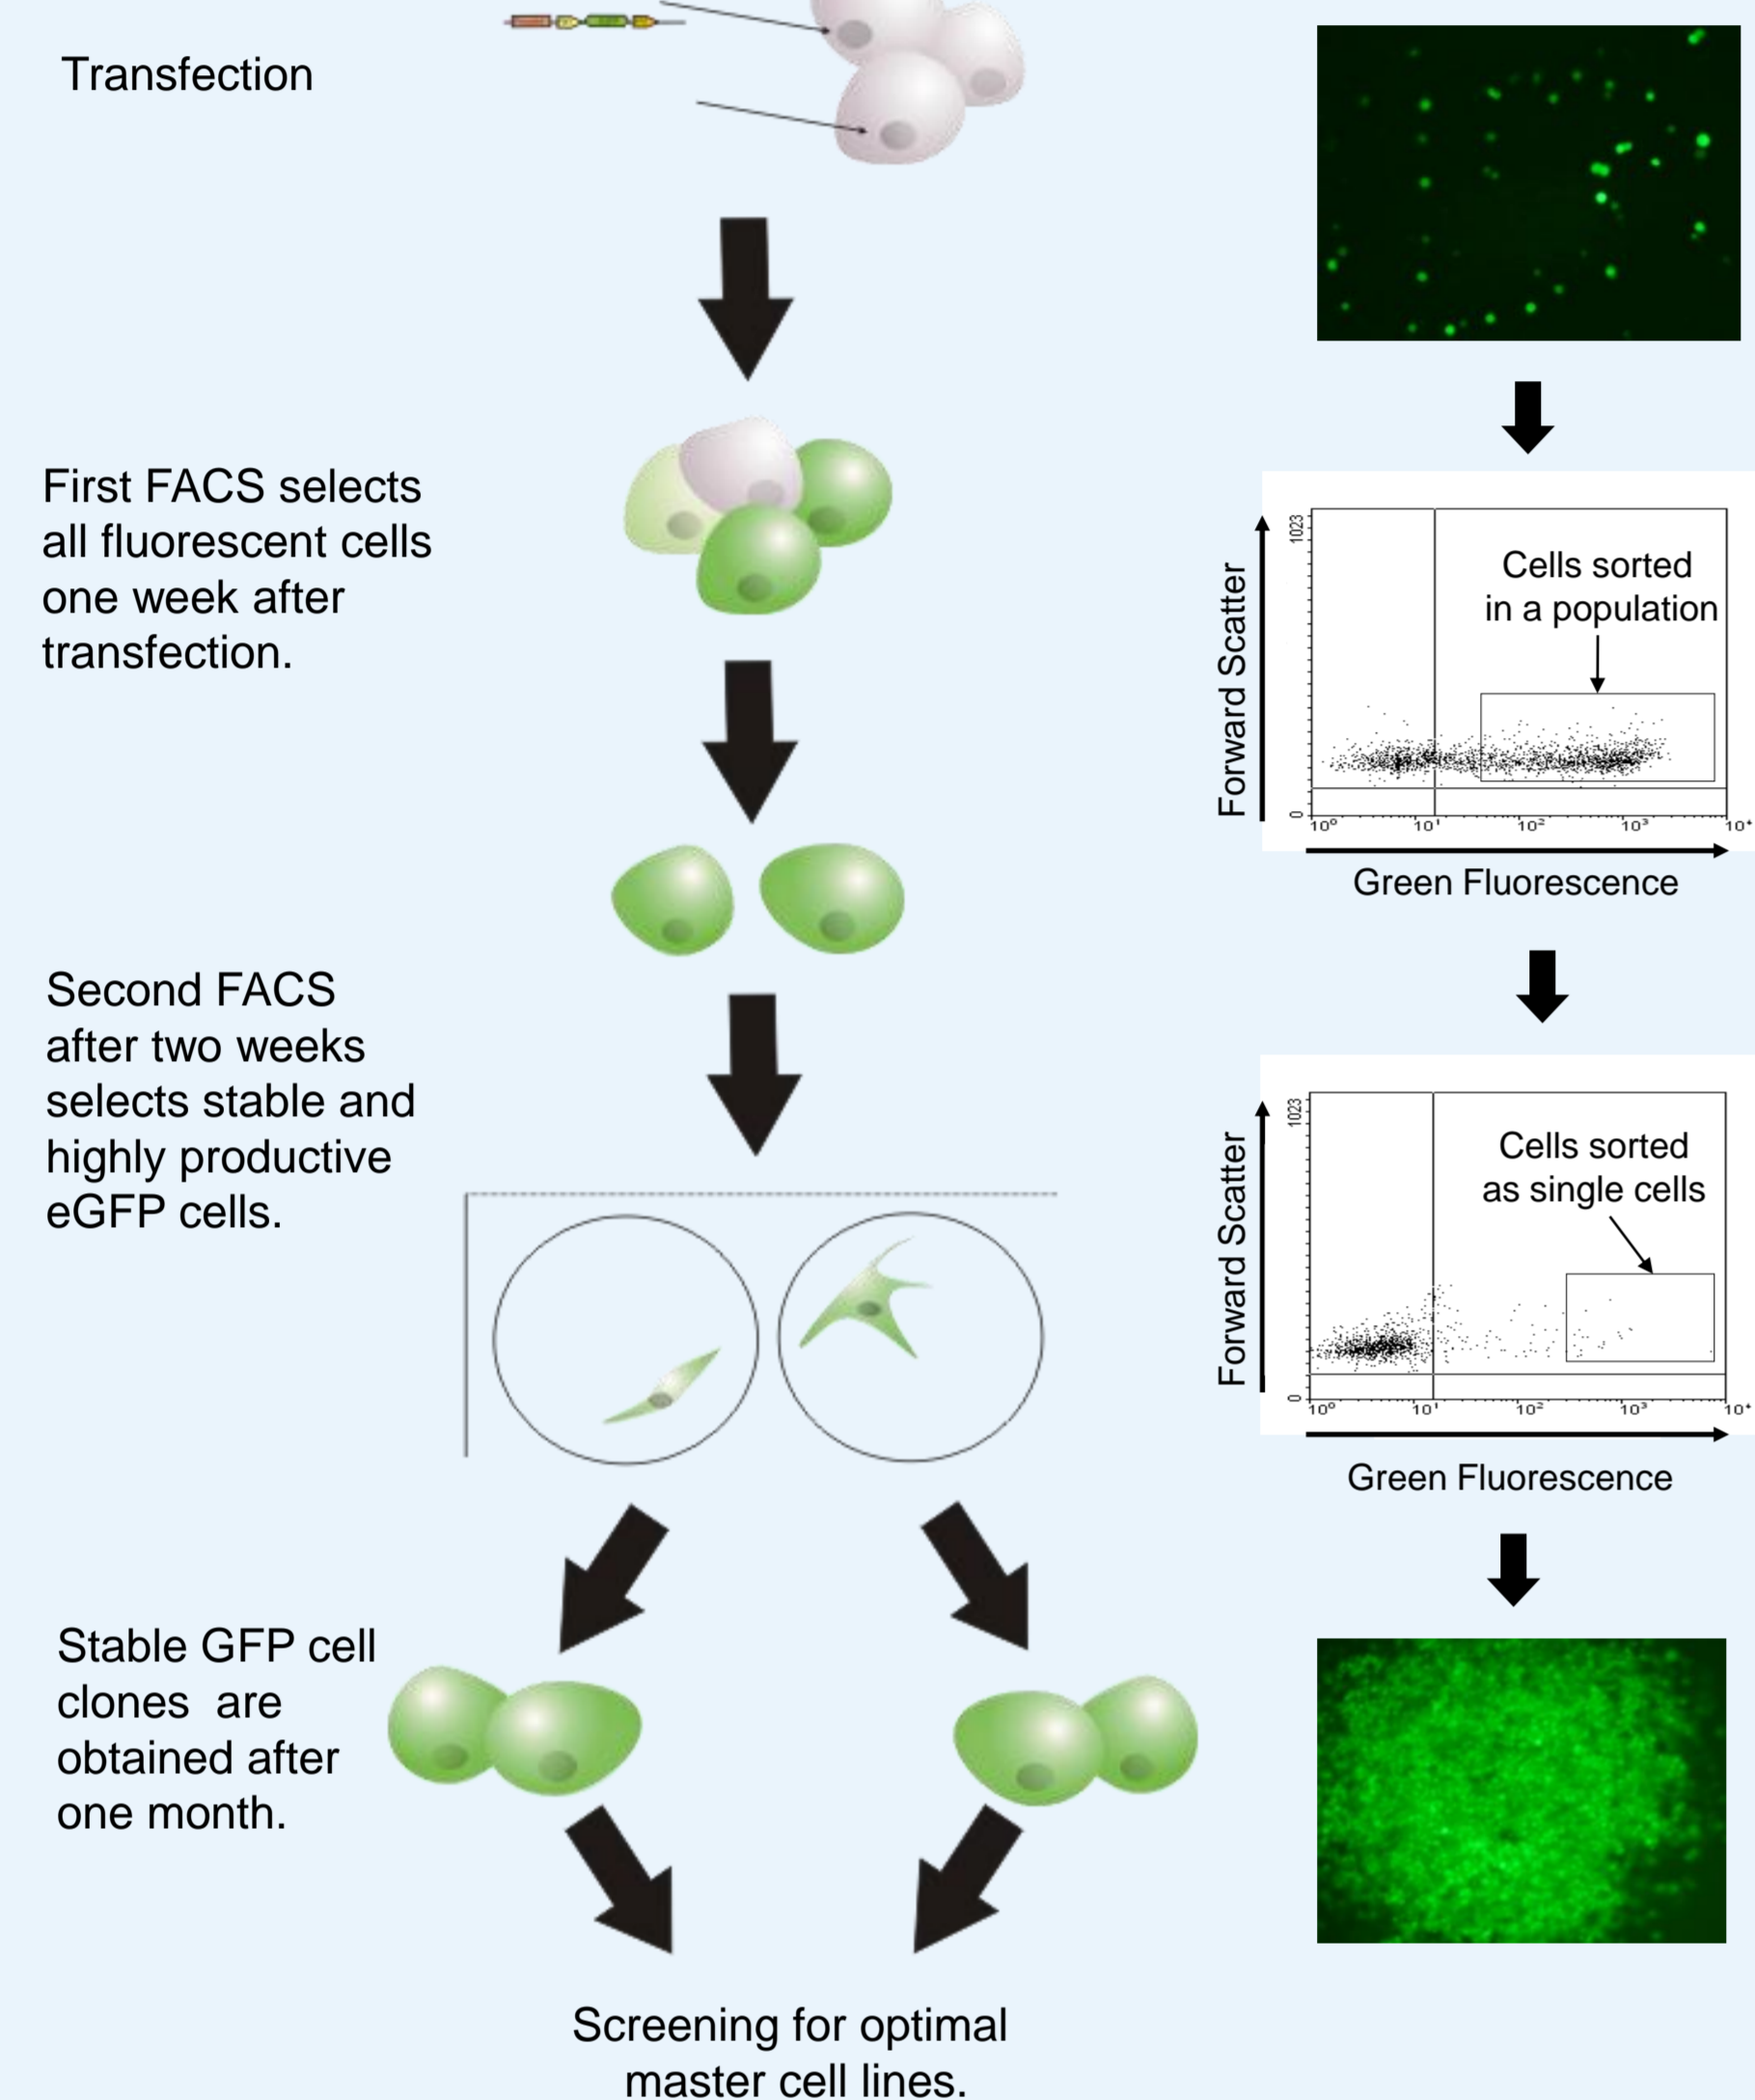 Transfection
First FACS selects
all fluorescent cells
one week after
transfection.
1023
Cells sorted
in a population
Forward Scatter
0
10⁰ 10¹ 10² 10³ 10⁴
Green Fluorescence
Second FACS
after two weeks
selects stable and
highly productive
eGFP cells.
1023
Cells sorted
as single cells
Forward Scatter
0
10⁰ 10¹ 10² 10³ 10⁴
Green Fluorescence
Stable GFP cell
clones are
obtained after
one month.
Screening for optimal
master cell lines.